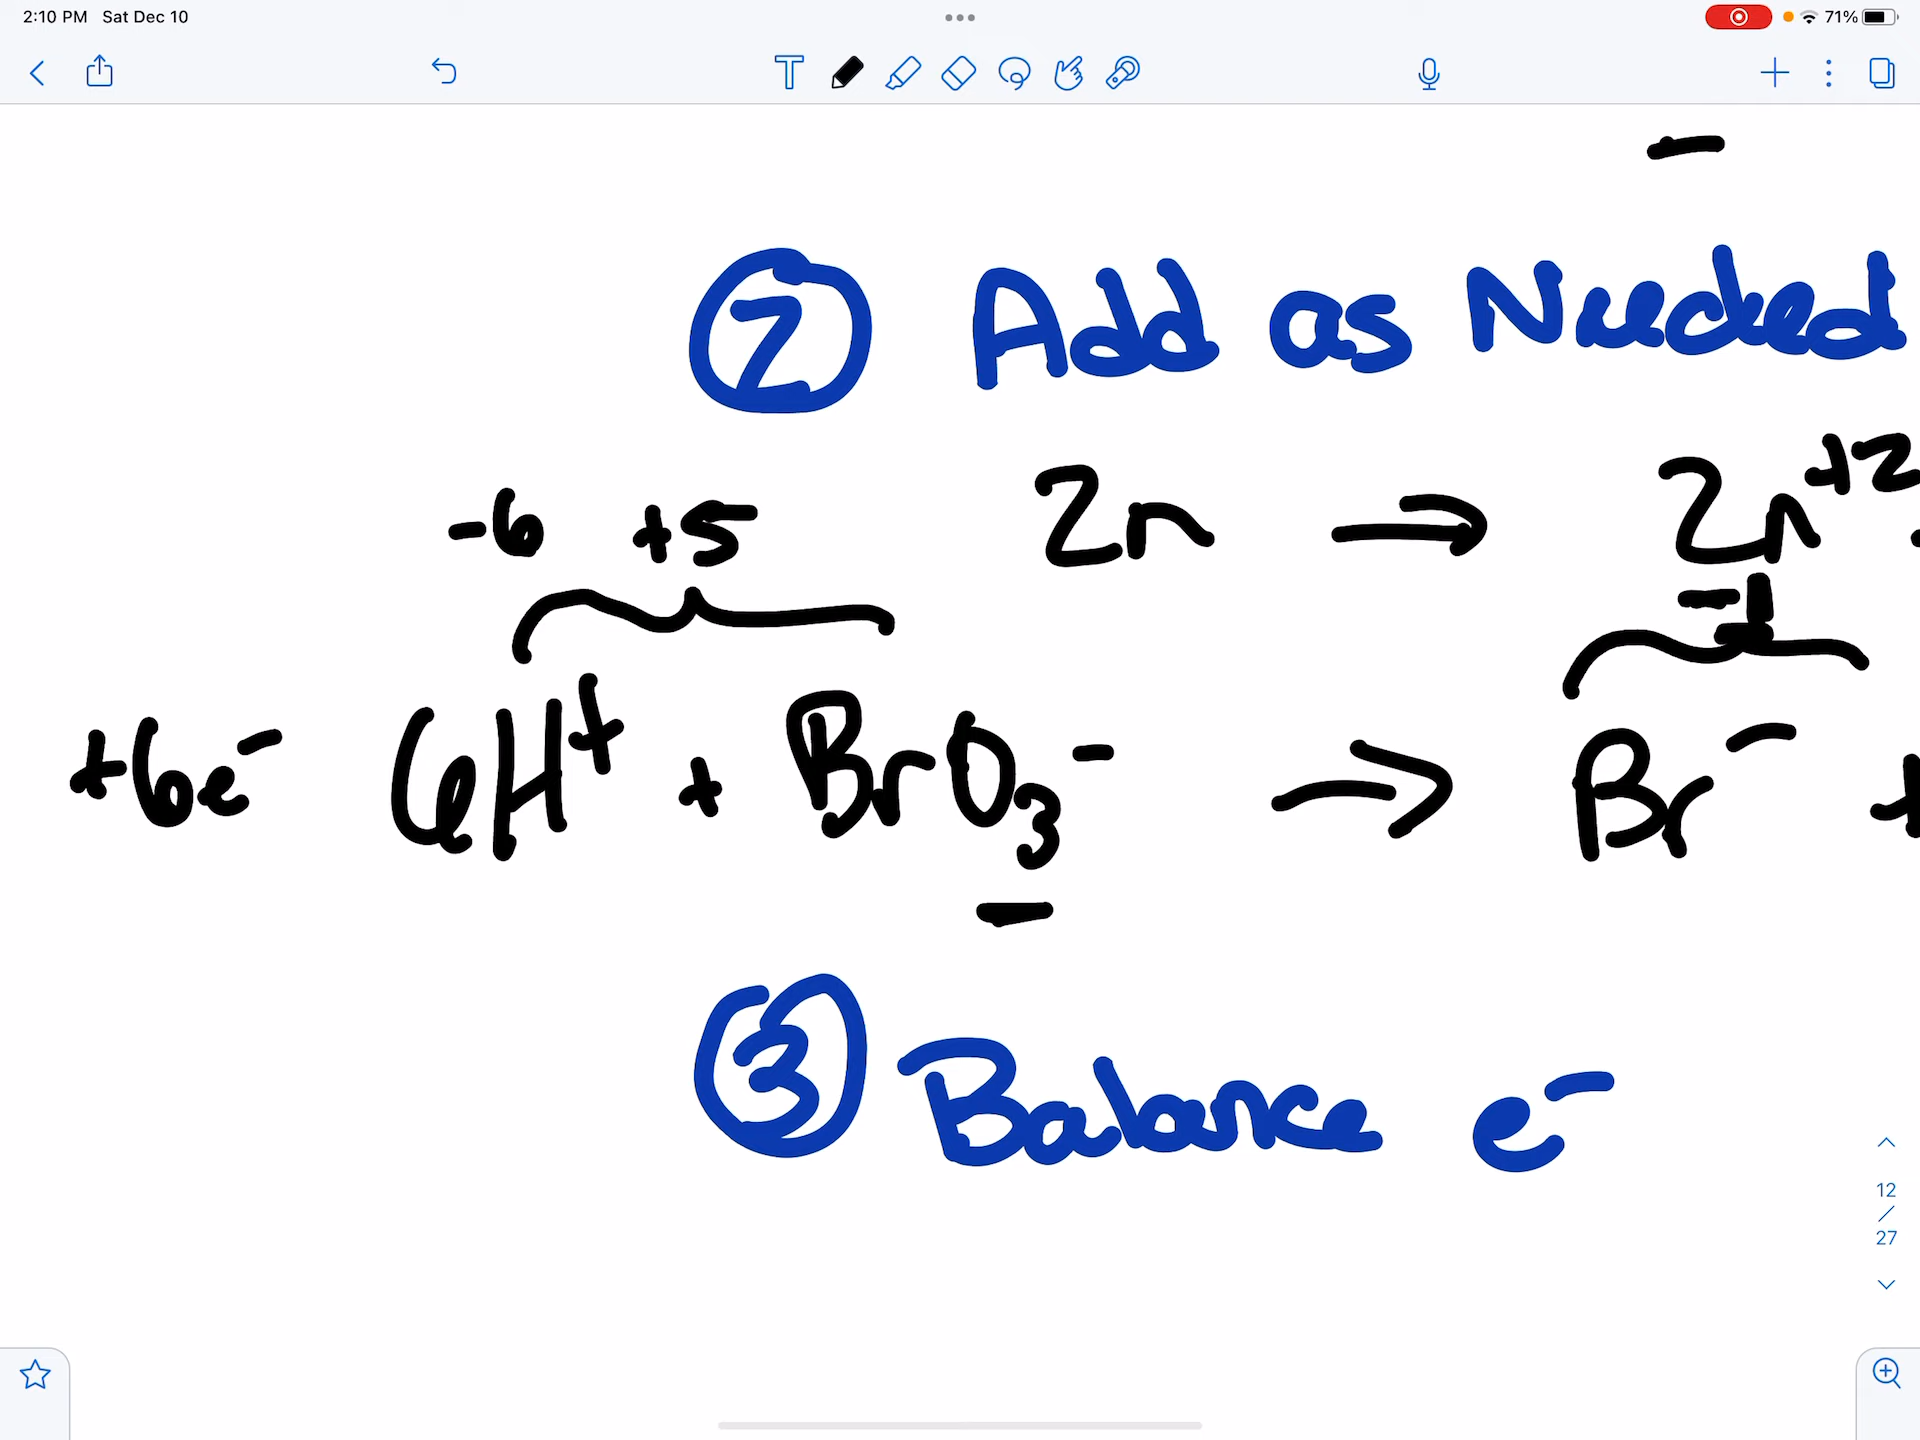 2:10 PM Sat Dec 10
71%
T
−
② Add as Needed
Zn → Zn⁺²
-6 +5
-1
+6e⁻ 6H⁺ + BrO₃⁻ → Br⁻ +
−
③ Balance e⁻
12
/
27